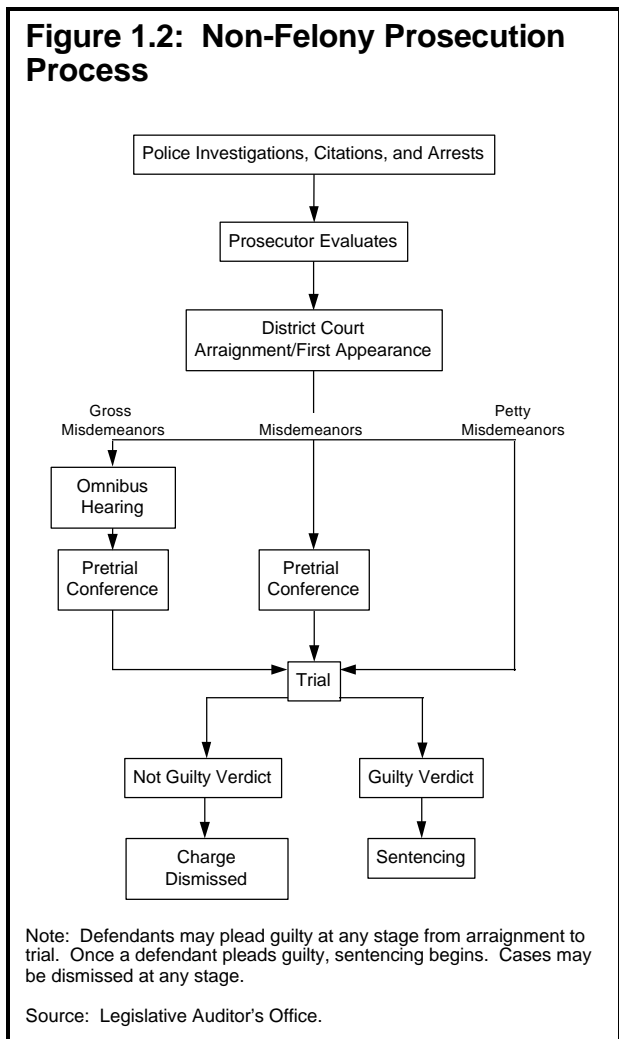 Figure 1.2: Non-Felony Prosecution
Process
Police Investigations, Citations, and Arrests
Prosecutor Evaluates
District Court
Arraignment/First Appearance
Gross
Misdemeanors
Misdemeanors
Petty
Misdemeanors
Omnibus
Hearing
Pretrial
Conference
Pretrial
Conference
Trial
Not Guilty Verdict
Guilty Verdict
Charge
Dismissed
Sentencing
Note: Defendants may plead guilty at any stage from arraignment to
trial. Once a defendant pleads guilty, sentencing begins. Cases may
be dismissed at any stage.
Source: Legislative Auditor's Office.